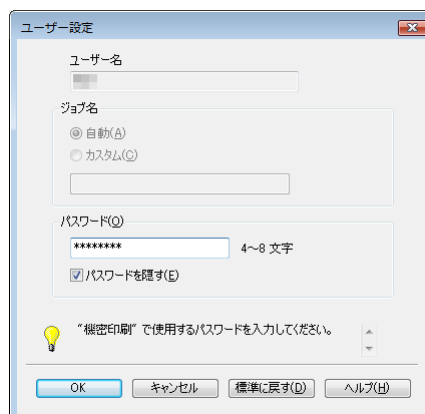 ユーザー設定
ユーザー名
ジョブ名
自動(A)
カスタム(C)
パスワード(O)
******** 4～8 文字
パスワードを隠す(E)
"機密印刷" で使用するパスワードを入力してください。
OK キャンセル 標準に戻す(D) ヘルプ(H)